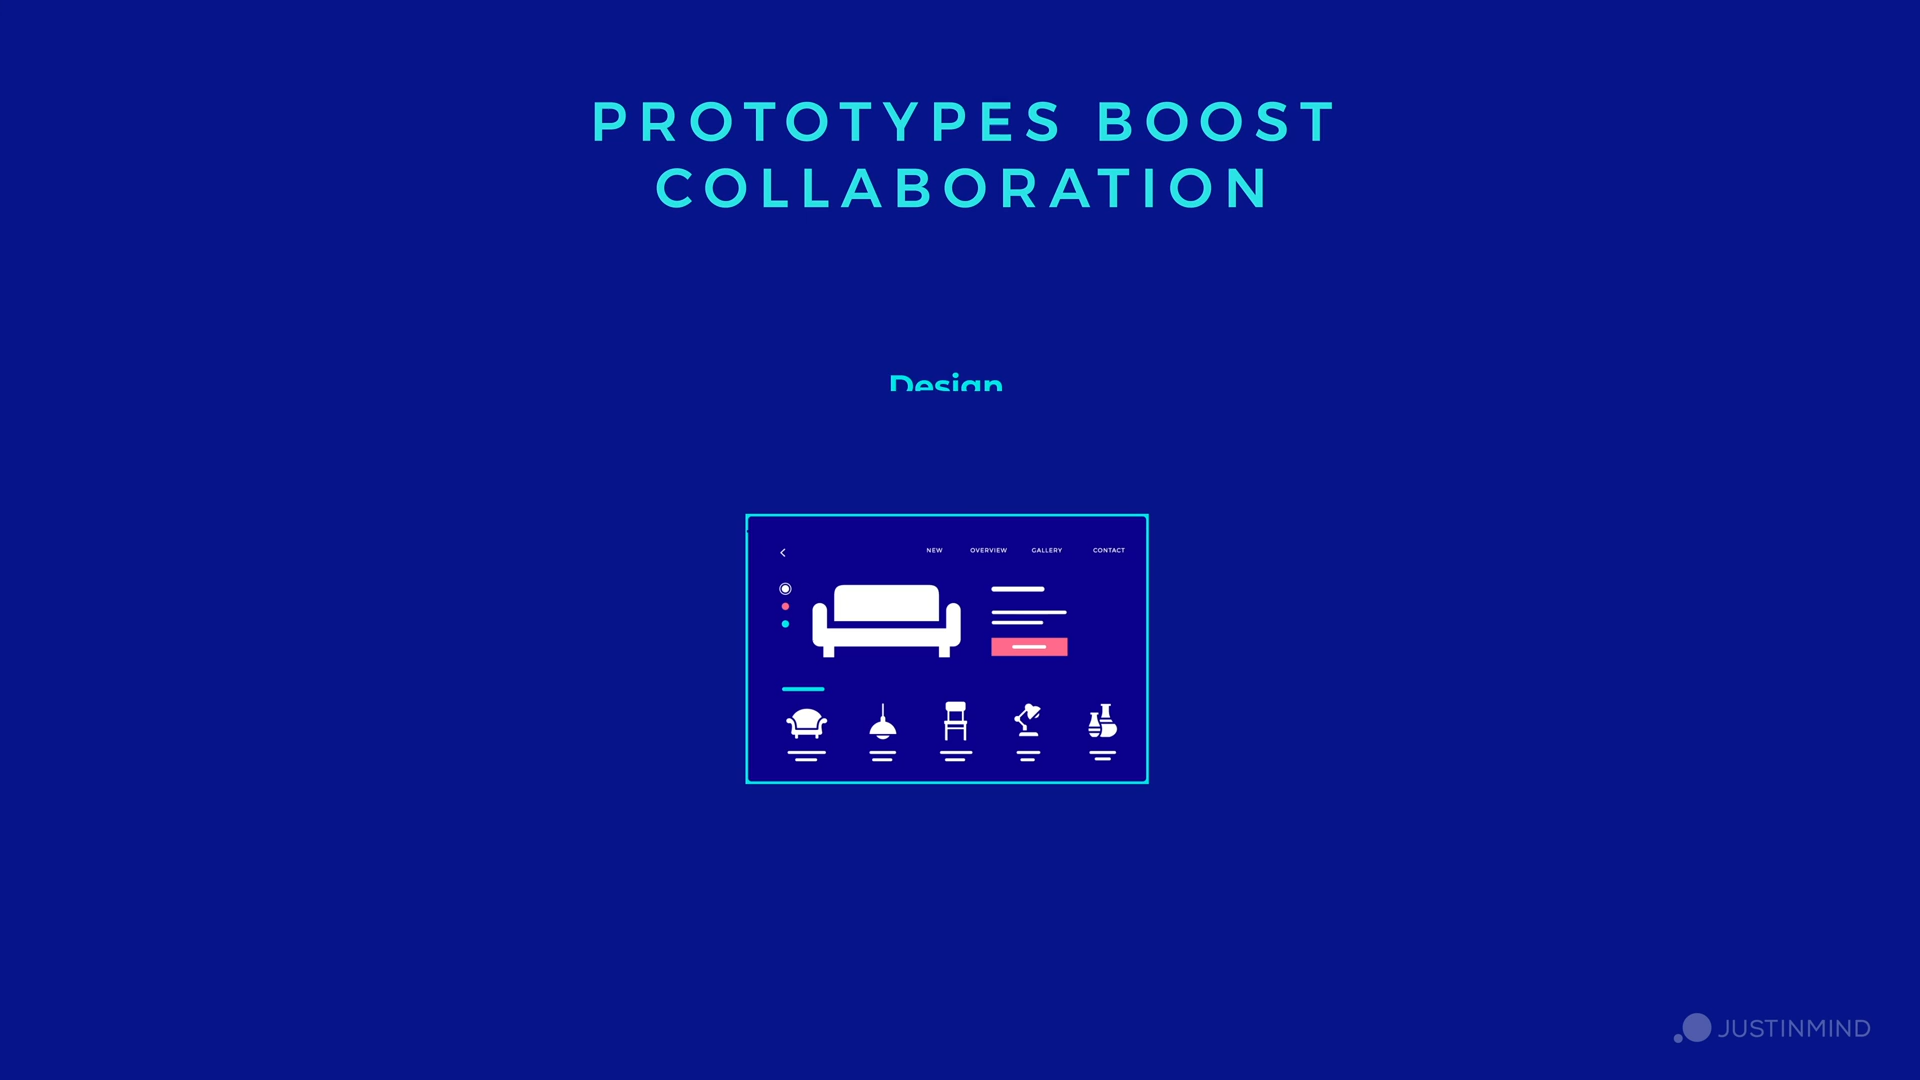 PROTOTYPES BOOST
COLLABORATION
Design
NEW OVERVIEW GALLERY CONTACT
JUSTINMIND